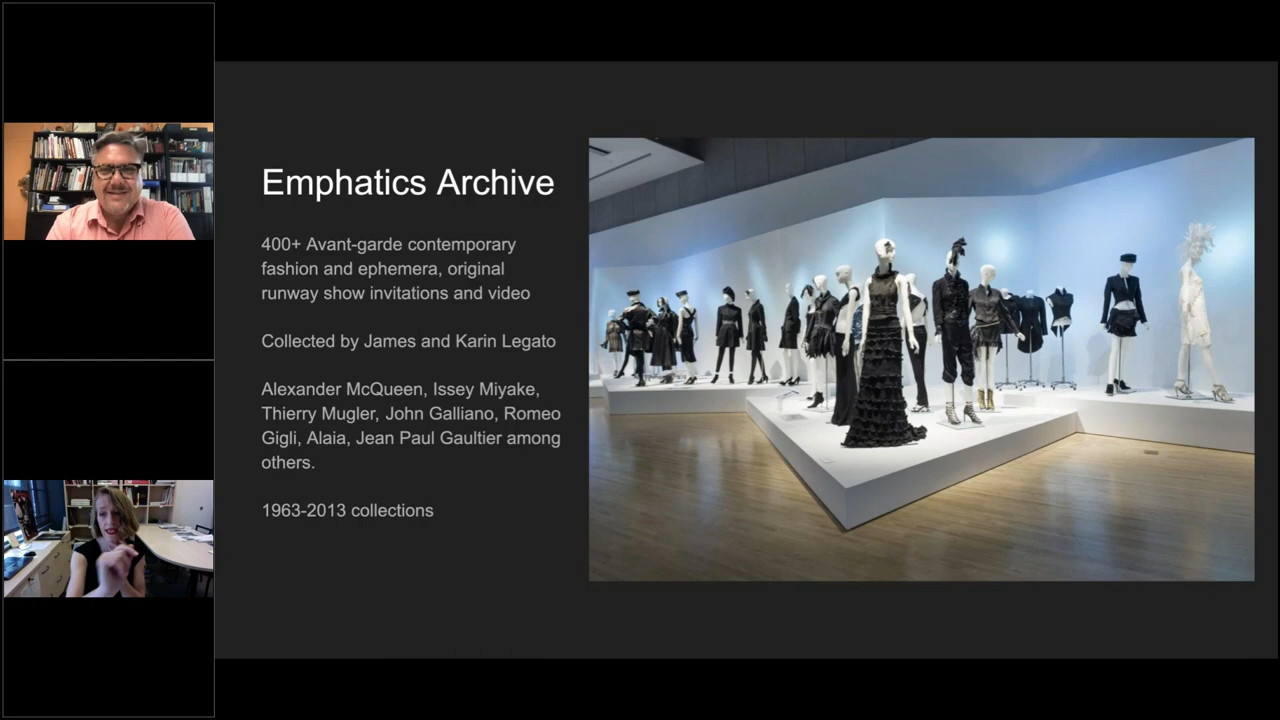 Emphatics Archive
400+ Avant-garde contemporary
fashion and ephemera, original
runway show invitations and video
Collected by James and Karin Legato
Alexander McQueen, Issey Miyake,
Thierry Mugler, John Galliano, Romeo
Gigli, Alaia, Jean Paul Gaultier among
others.
1963-2013 collections